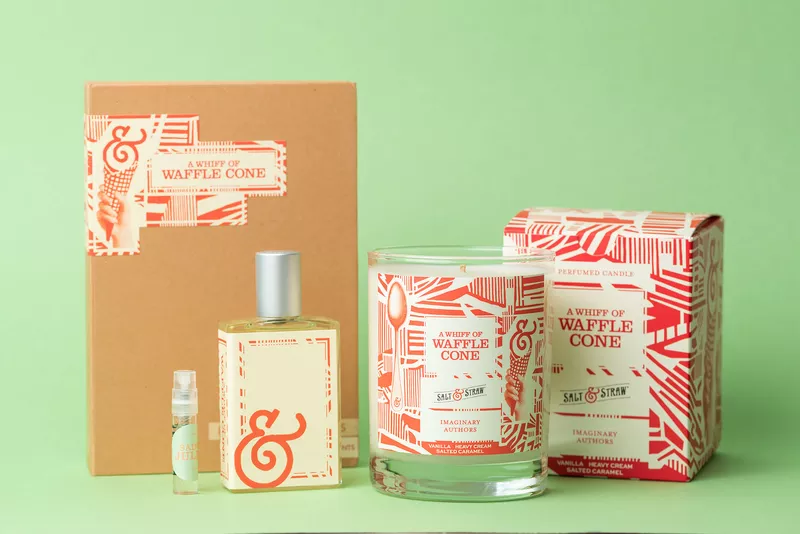 &
A WHIFF OF
WAFFLE CONE
&
&
A WHIFF OF
WAFFLE
CONE
SALT & STRAW
IMAGINARY
AUTHORS
VANILLA HEAVY CREAM
SALTED CARAMEL
PERFUMED CANDLE
A WHIFF OF
WAFFLE
CONE
SALT & STRAW
IMAGINARY
AUTHORS
VANILLA HEAVY CREAM
SALTED CARAMEL